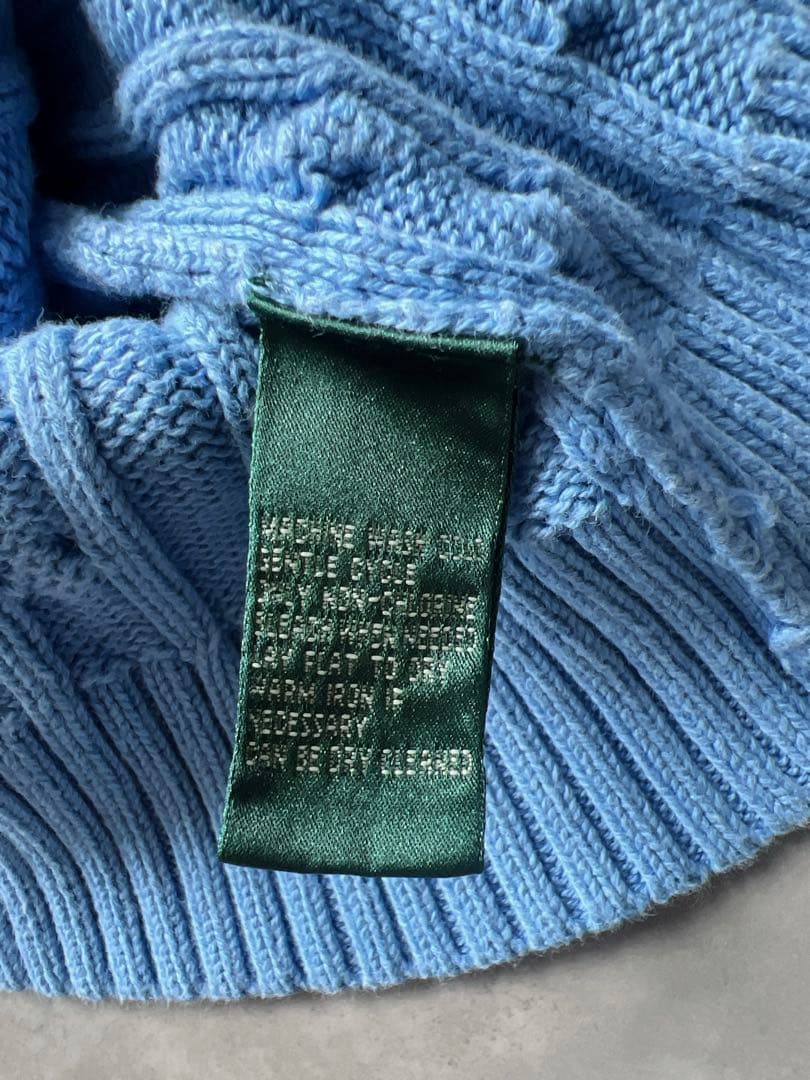 MACHINE WASH COLD
GENTLE CYCLE
ONLY NON-CHLORINE
BLEACH WHEN NEEDED
LAY FLAT TO DRY
WARM IRON IF
NECESSARY
CAN BE DRY CLEANED